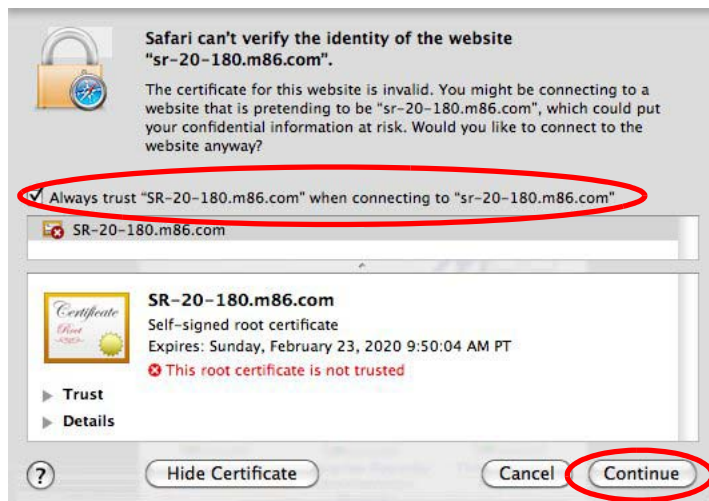 Safari can't verify the identity of the website
"sr-20-180.m86.com".
The certificate for this website is invalid. You might be connecting to a
website that is pretending to be "sr-20-180.m86.com", which could put
your confidential information at risk. Would you like to connect to the
website anyway?
Always trust "SR-20-180.m86.com" when connecting to "sr-20-180.m86.com"
SR-20-180.m86.com
Certificate
Root
SR-20-180.m86.com
Self-signed root certificate
Expires: Sunday, February 23, 2020 9:50:04 AM PT
This root certificate is not trusted
Trust
Details
? Hide Certificate Cancel Continue